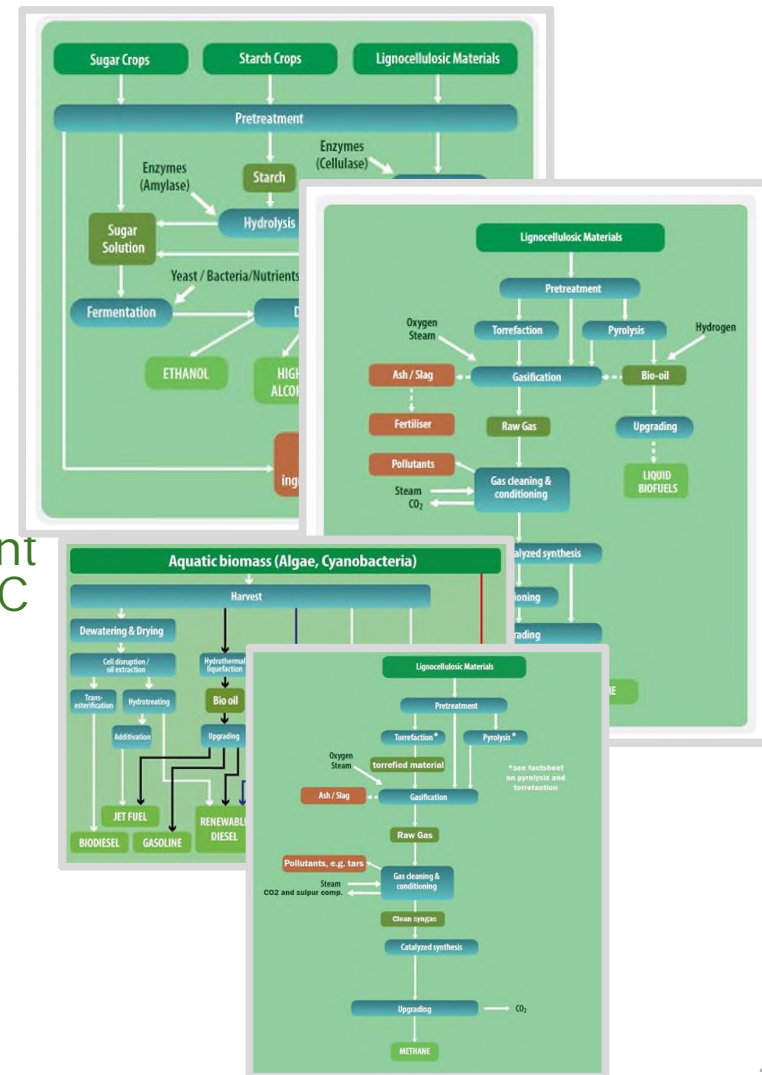 Sugar Crops
Starch Crops
Lignocellulosic Materials
Pretreatment
Enzymes
(Amylase)
Starch
Enzymes
(Cellulase)
Sugar
Solution
Hydrolysis
Yeast / Bacteria/Nutrients
Fermentation
ETHANOL
Lignocellulosic Materials
Pretreatment
Oxygen
Steam
Torrefaction
Pyrolysis
Hydrogen
Ash / Slag
Gasification
Bio-oil
Fertiliser
Raw Gas
Upgrading
Pollutants
Gas cleaning &
conditioning
LIQUID
BIOFUELS
Steam
CO2
synthesis
Aquatic biomass (Algae, Cyanobacteria)
Harvest
Dewatering & Drying
Cell disruption /
oil extraction
Hydrothermal
liquefaction
Trans-
esterification
Hydrotreating
Bio oil
Additivation
Upgrading
JET FUEL
RENEWABLE
DIESEL
BIODIESEL
GASOLINE
Lignocellulosic Materials
Pretreatment
Torrefaction*
Pyrolysis*
Oxygen
Steam
torrefied material
*see factsheet
on pyrolysis and
torrefaction
Ash / Slag
Gasification
Raw Gas
Pollutants, e.g. tars
Gas cleaning &
conditioning
Steam
CO2 and sulpur comp.
Clean syngas
Catalyzed synthesis
Upgrading
CO2
METHANE